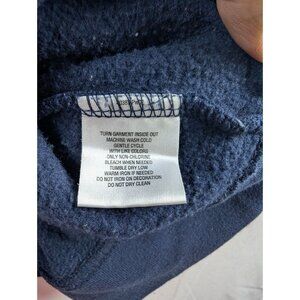 TURN GARMENT INSIDE OUT
MACHINE WASH COLD
GENTLE CYCLE
WITH LIKE COLORS
ONLY NON-CHLORINE
BLEACH WHEN NEEDED
TUMBLE DRY LOW
WARM IRON IF NEEDED
DO NOT IRON ON DECORATION
DO NOT DRY CLEAN